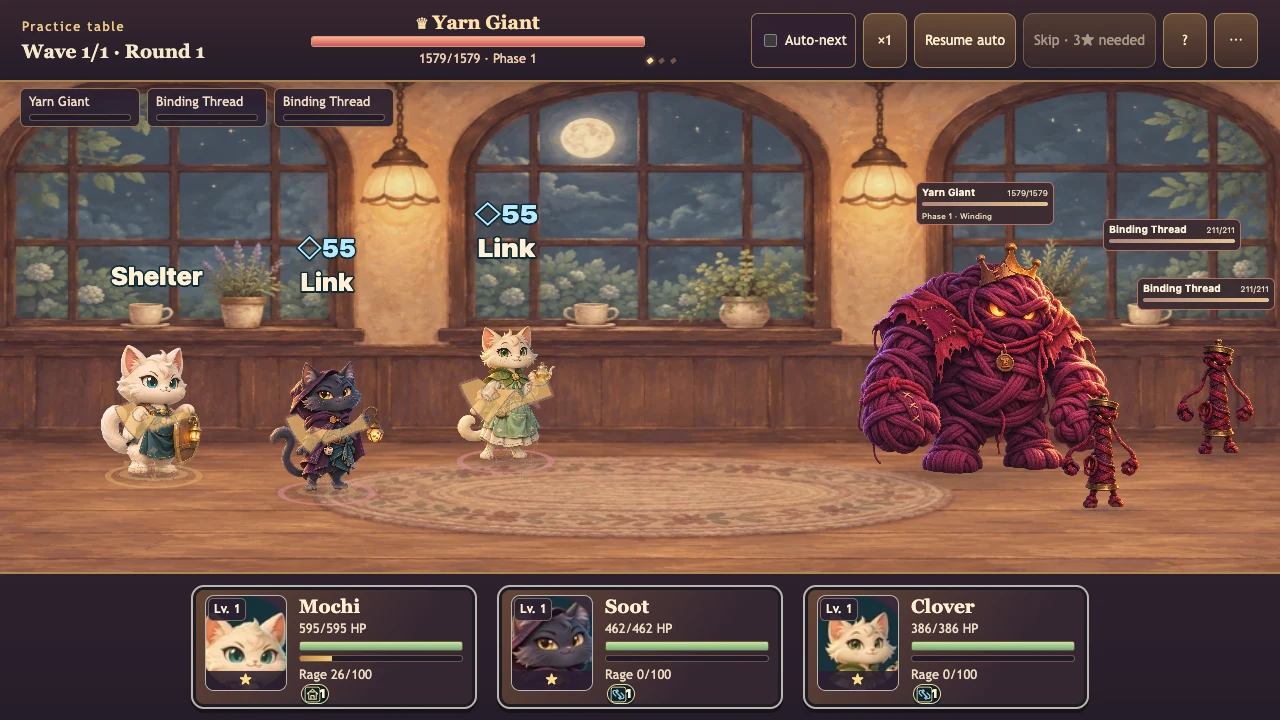 Practice table
Wave 1/1 · Round 1
♛ Yarn Giant
1579/1579 · Phase 1
Auto-next
×1
Resume auto
Skip · 3★ needed
?
···
Yarn Giant
Binding Thread
Binding Thread
Yarn Giant 1579/1579
Phase 1 · Winding
Binding Thread 211/211
Binding Thread 211/211
Shelter
◇55
Link
◇55
Link
Lv. 1
Mochi
595/595 HP
Rage 26/100
1
Lv. 1
Soot
462/462 HP
Rage 0/100
1
Lv. 1
Clover
386/386 HP
Rage 0/100
1